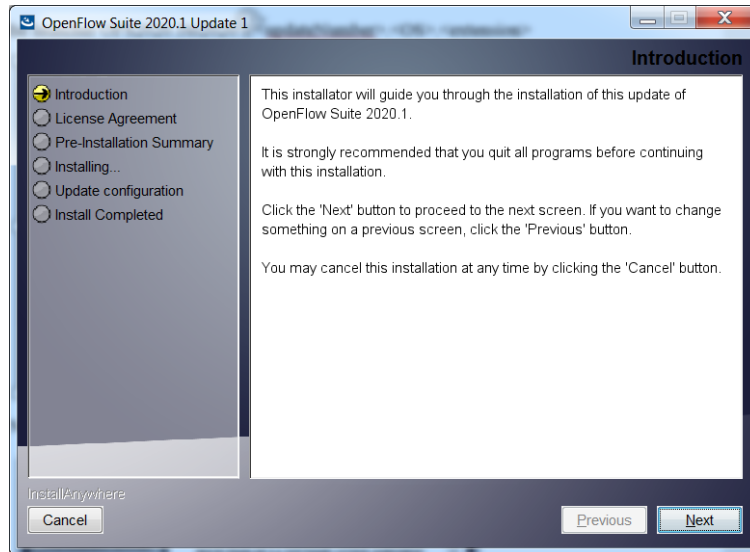 OpenFlow Suite 2020.1 Update 1
Introduction
Introduction
License Agreement
Pre-Installation Summary
Installing...
Update configuration
Install Completed
This installator will guide you through the installation of this update of
OpenFlow Suite 2020.1.
It is strongly recommended that you quit all programs before continuing
with this installation.
Click the 'Next' button to proceed to the next screen. If you want to change
something on a previous screen, click the 'Previous' button.
You may cancel this installation at any time by clicking the 'Cancel' button.
InstallAnywhere
Cancel
Previous
Next